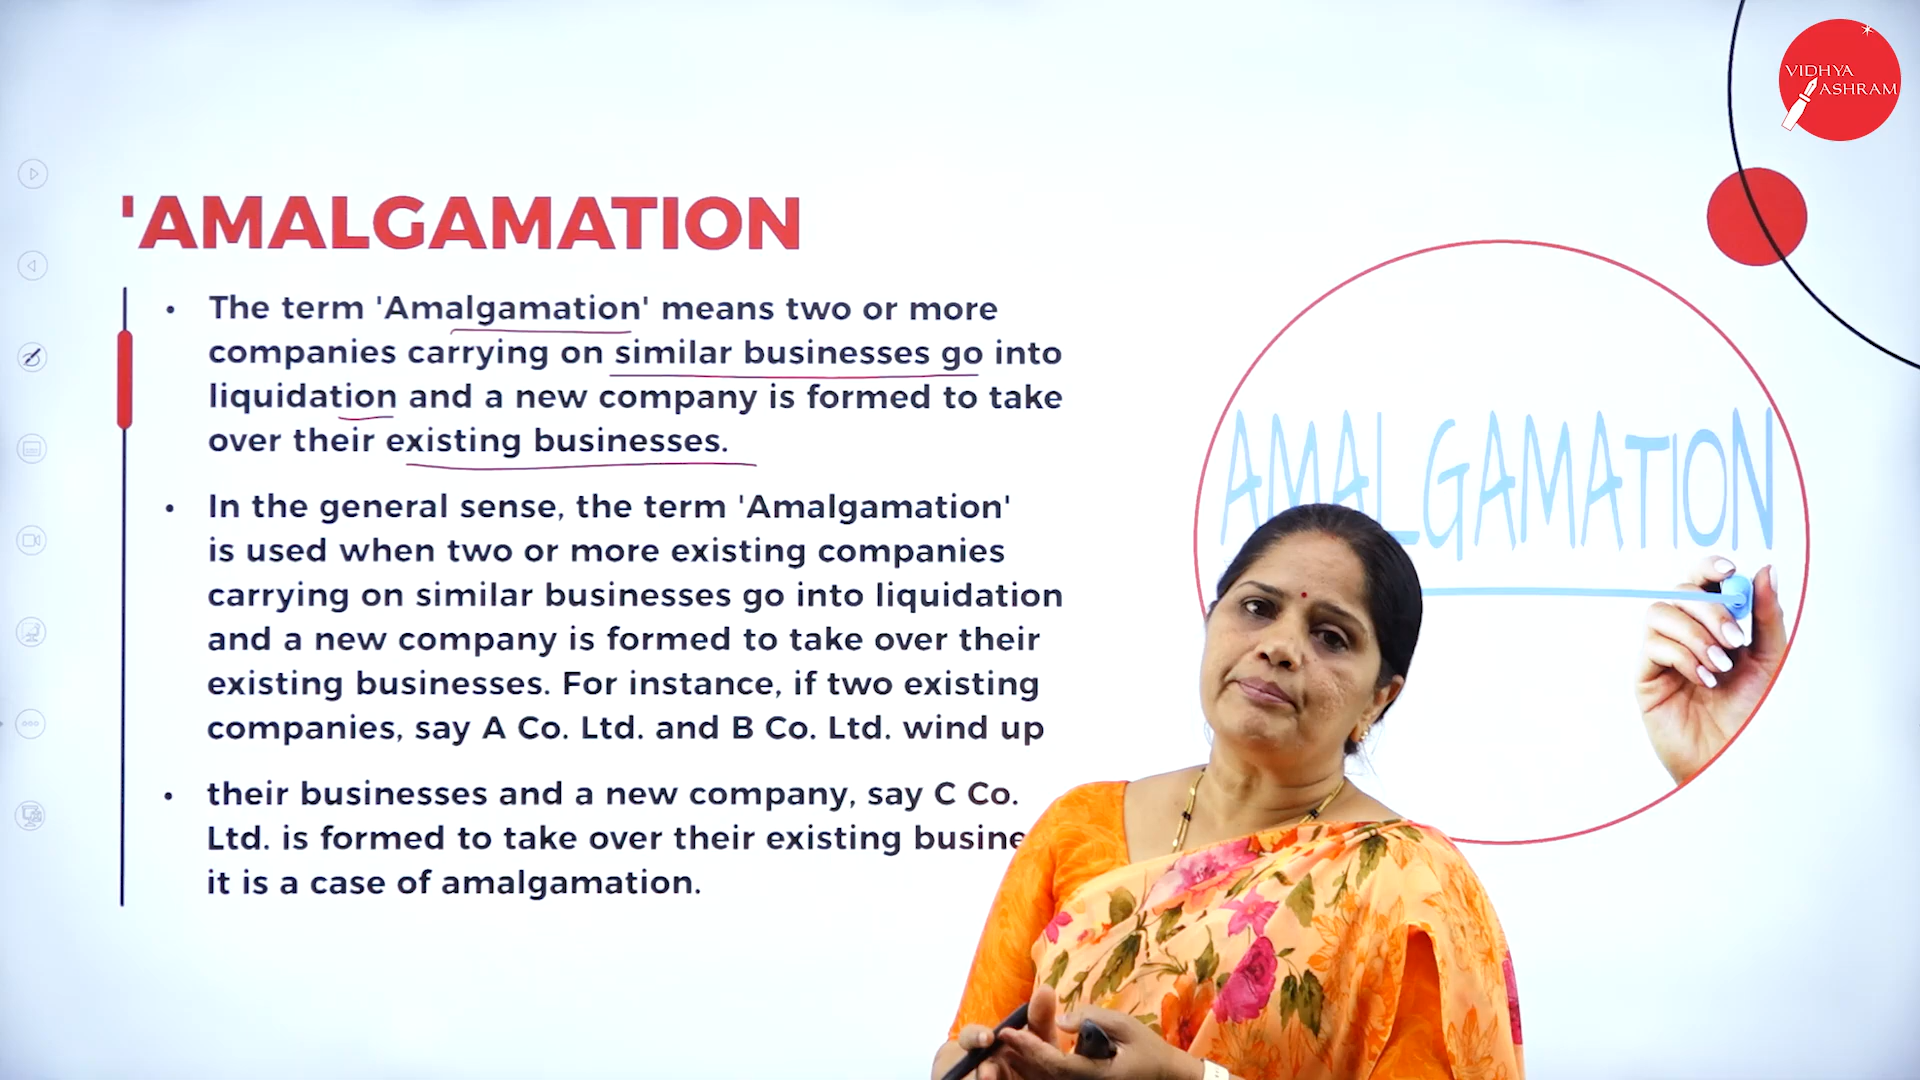 VIDHYA
ASHRAM
'AMALGAMATION
• The term 'Amalgamation' means two or more
companies carrying on similar businesses go into
liquidation and a new company is formed to take
over their existing businesses.
• In the general sense, the term 'Amalgamation'
is used when two or more existing companies
carrying on similar businesses go into liquidation
and a new company is formed to take over their
existing businesses. For instance, if two existing
companies, say A Co. Ltd. and B Co. Ltd. wind up
• their businesses and a new company, say C Co.
Ltd. is formed to take over their existing busine
it is a case of amalgamation.
AMALGAMATION